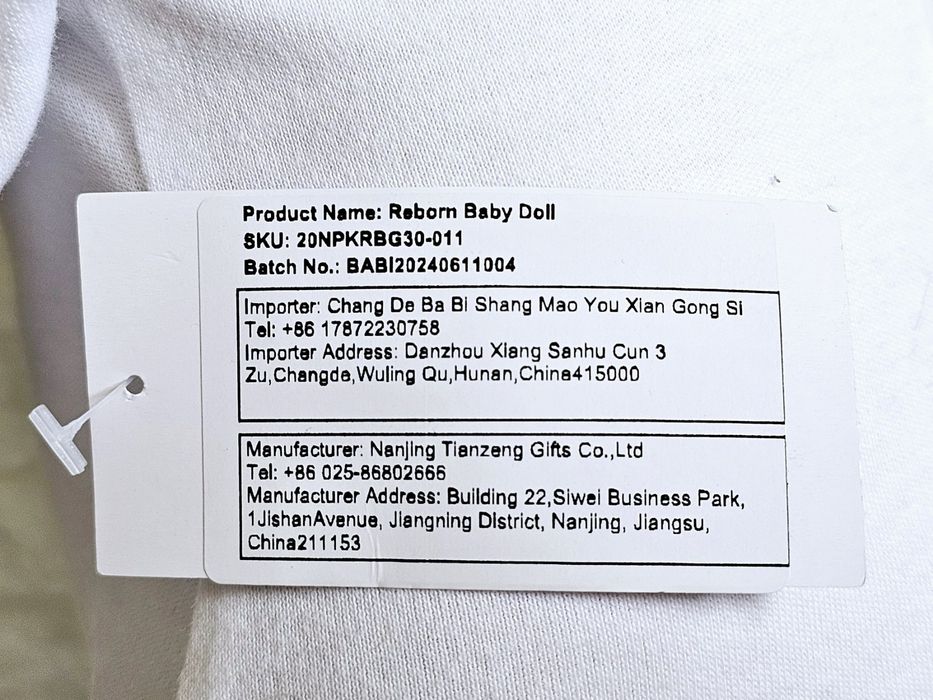 Product Name: Reborn Baby Doll
SKU: 20NPKRBG30-011
Batch No.: BABI20240611004
Importer: Chang De Ba Bi Shang Mao You Xian Gong Si
Tel: +86 17872230758
Importer Address: Danzhou Xiang Sanhu Cun 3
Zu,Changde,Wuling Qu,Hunan,China415000
Manufacturer: Nanjing Tianzeng Gifts Co.,Ltd
Tel: +86 025-86802666
Manufacturer Address: Building 22,Siwei Business Park,
1JishanAvenue, Jiangning District, Nanjing, Jiangsu,
China211153